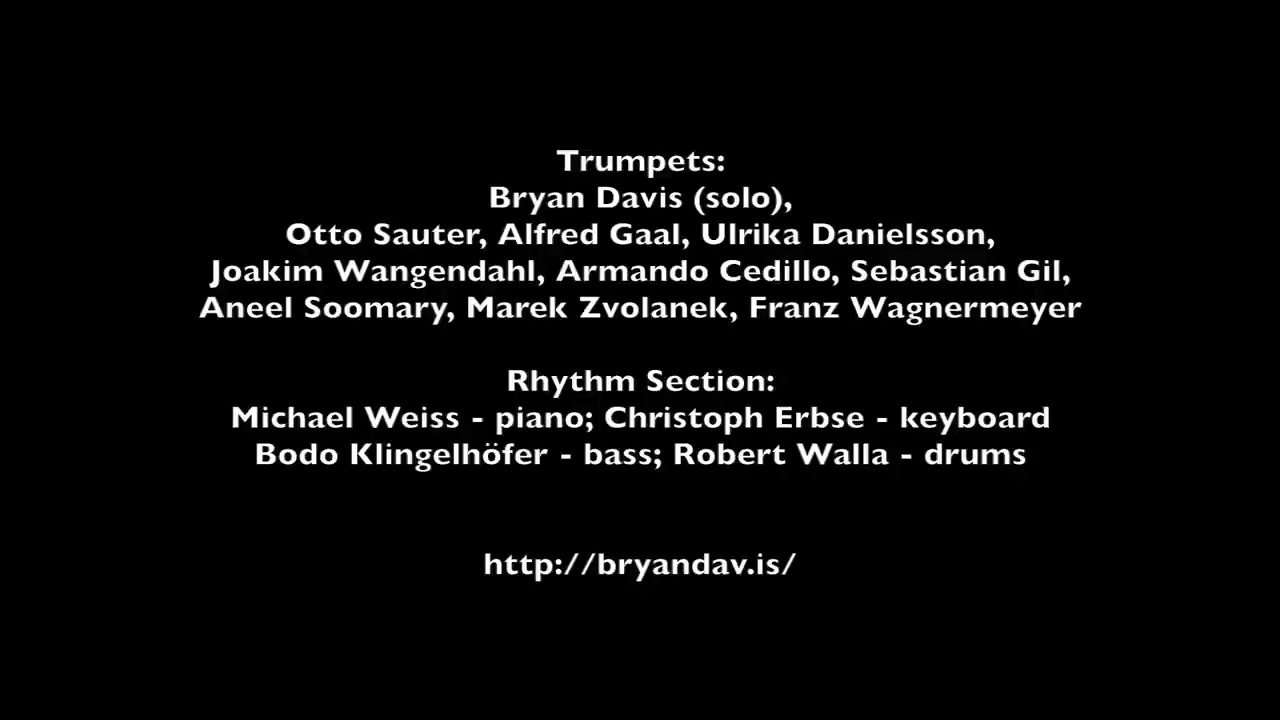 Trumpets:
Bryan Davis (solo),
Otto Sauter, Alfred Gaal, Ulrika Danielsson,
Joakim Wangendahl, Armando Cedillo, Sebastian Gil,
Aneel Soomary, Marek Zvolanek, Franz Wagnermeyer
Rhythm Section:
Michael Weiss - piano; Christoph Erbse - keyboard
Bodo Klingelhöfer - bass; Robert Walla - drums
http://bryandav.is/